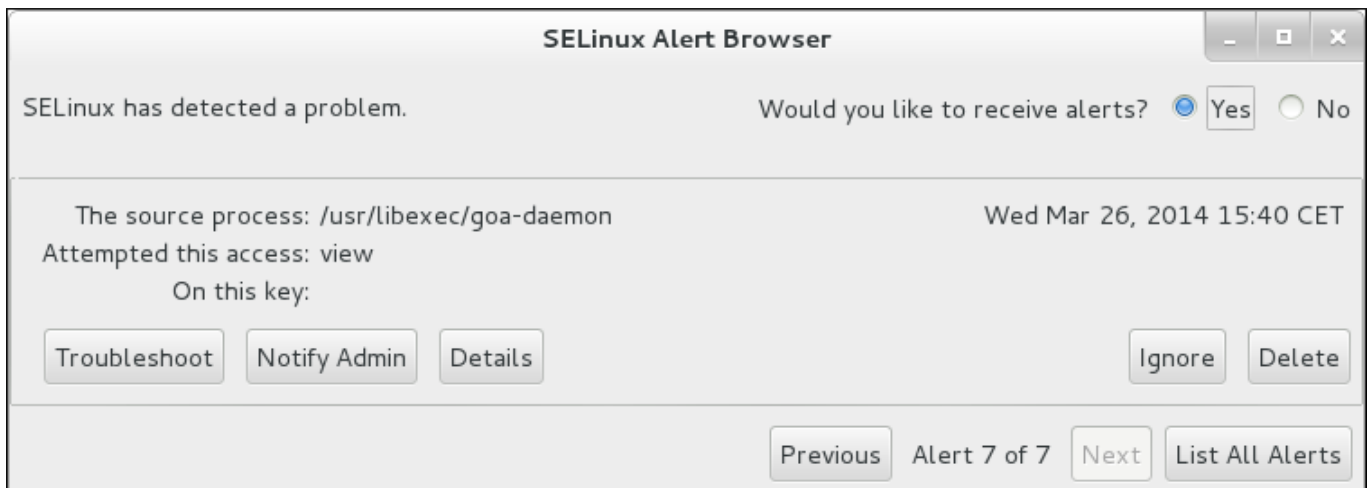 SELinux Alert Browser
SELinux has detected a problem.
Would you like to receive alerts? Yes No
The source process: /usr/libexec/goa-daemon
Wed Mar 26, 2014 15:40 CET
Attempted this access: view
On this key:
Troubleshoot Notify Admin Details Ignore Delete
Previous Alert 7 of 7 Next List All Alerts